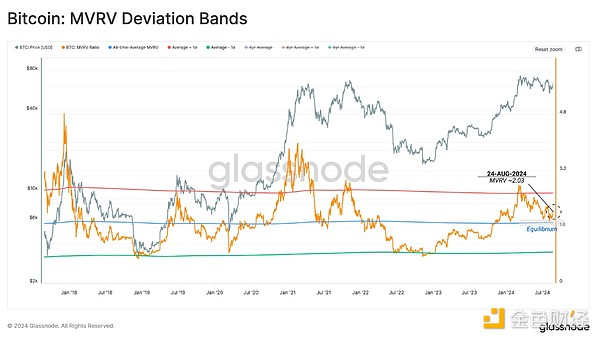 Bitcoin: MVRV Deviation Bands
BTC: Price [USD] BTC: MVRV Ratio All-time Average MVRV Average + 1σ Average - 1σ 4yr Average 4yr Average + 1σ 4yr Average - 1σ
Reset zoom
$80k
$40k
$10k
$6k
$2k
4.8
3.2
1.6
0
glassnode
24-AUG-2024
MVRV ~2.03
Equilibrium
Jan '18 Jul '18 Jan '19 Jul '19 Jan '20 Jul '20 Jan '21 Jul '21 Jan '22 Jul '22 Jan '23 Jul '23 Jan '24 Jul '24
© 2024 Glassnode. All Rights Reserved.
glassnode
金色财经